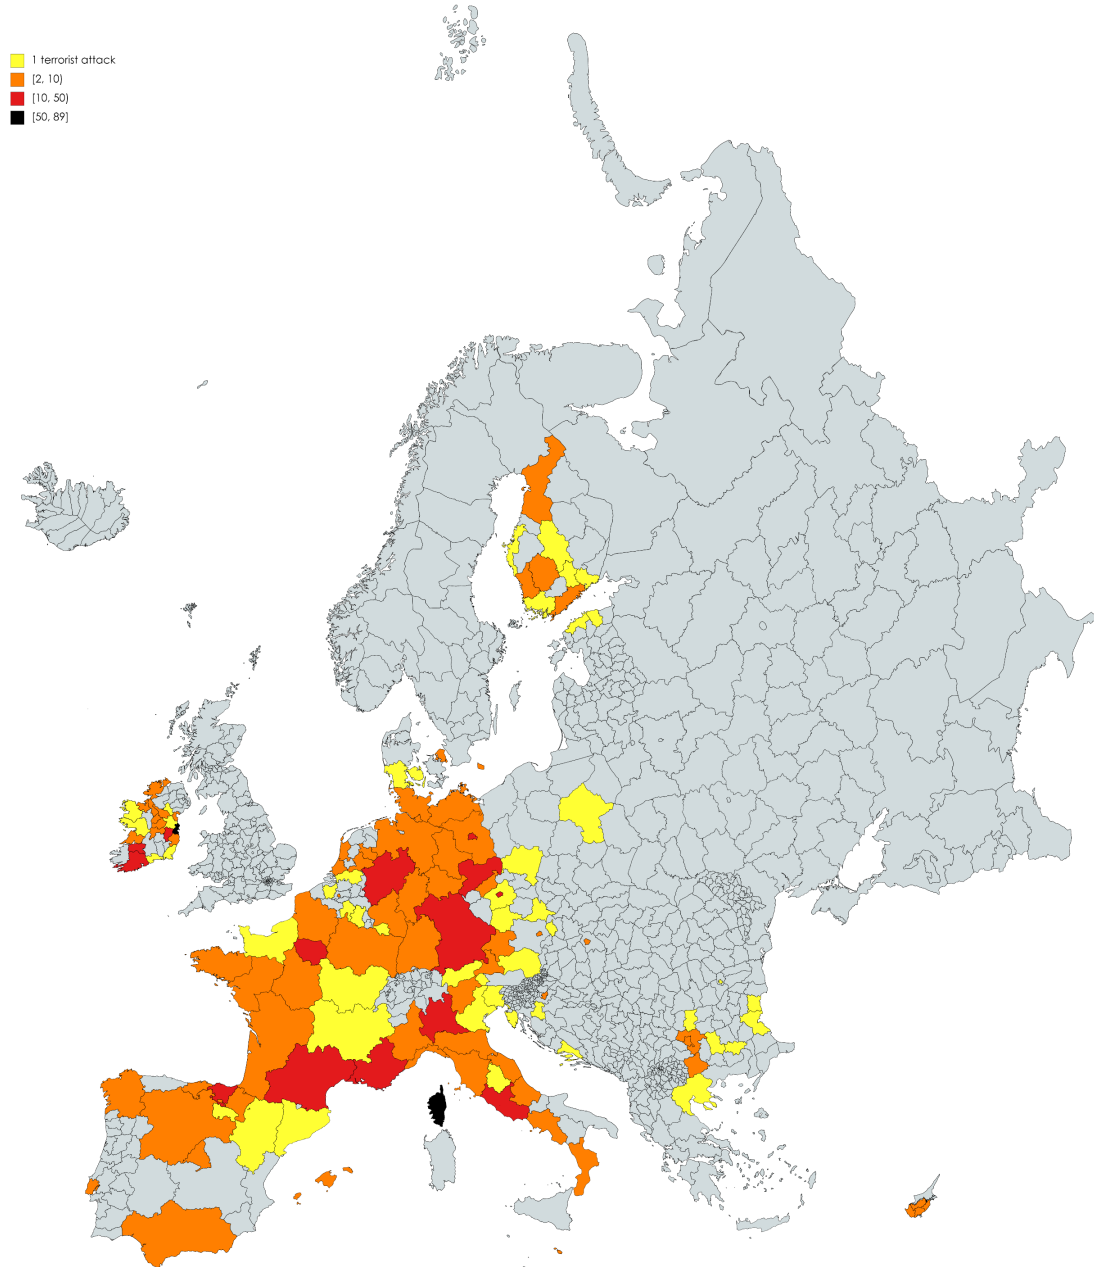 1 terrorist attack
[2, 10)
[10, 50)
[50, 89]